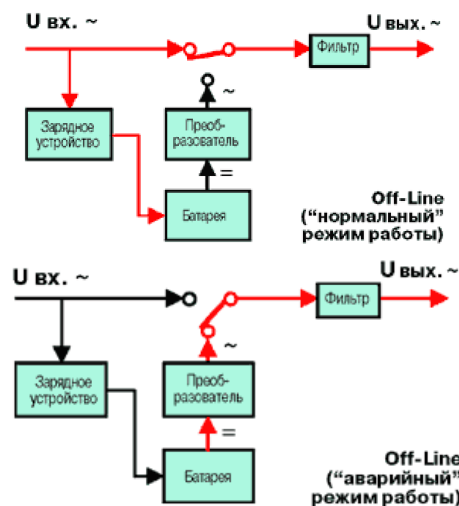 U вх. ~
U вых. ~
Фильтр
~
Зарядное
устройство
Преоб-
разователь
=
Батарея
Off-Line
(“нормальный”
режим работы)
U вх. ~
U вых. ~
Фильтр
~
Зарядное
устройство
Преоб-
разователь
=
Батарея
Off-Line
(“аварийный”
режим работы)